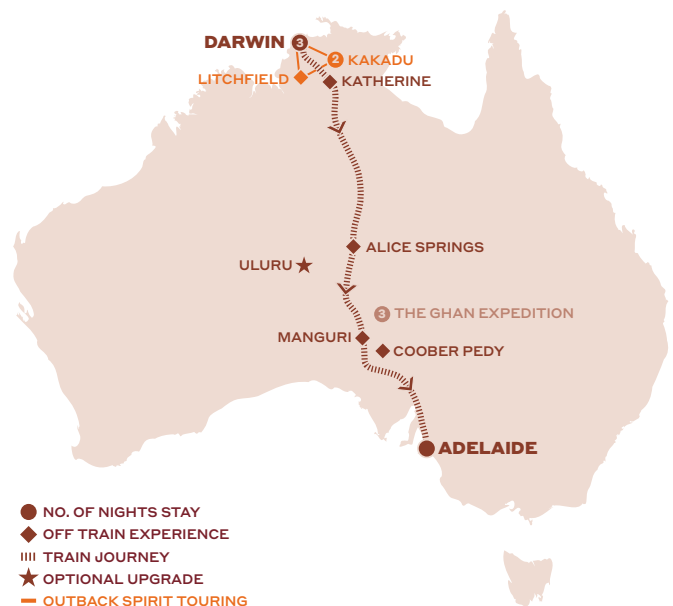 DARWIN 3
2 KAKADU
LITCHFIELD
KATHERINE
ALICE SPRINGS
ULURU
3 THE GHAN EXPEDITION
MANGURI
COOBER PEDY
ADELAIDE
NO. OF NIGHTS STAY
OFF TRAIN EXPERIENCE
TRAIN JOURNEY
OPTIONAL UPGRADE
OUTBACK SPIRIT TOURING